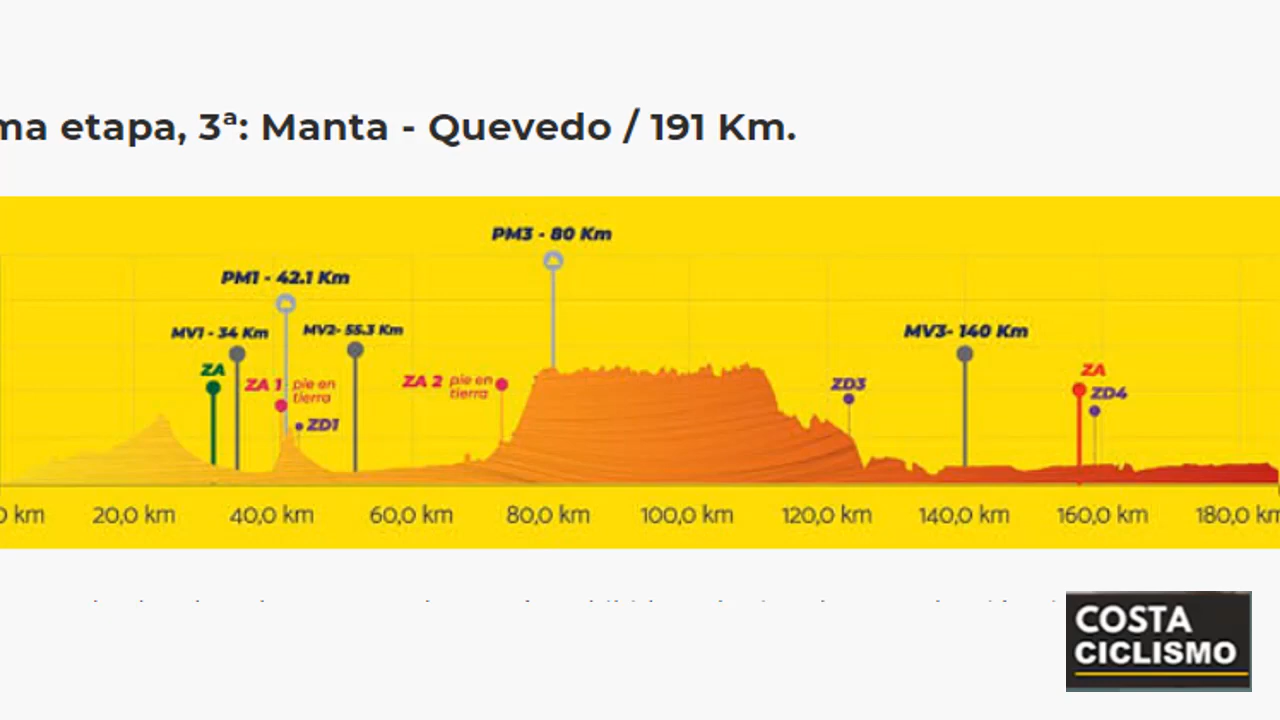 ma etapa, 3ª: Manta - Quevedo / 191 Km.
PM3 - 80 Km
PM1 - 42.1 Km
MV1 - 34 Km
MV2- 55.3 Km
MV3- 140 Km
ZA
ZA 1 pie en
tierra
ZD1
ZA 2 pie en
tierra
ZD3
ZA
ZD4
0 km 20,0 km 40,0 km 60,0 km 80,0 km 100,0 km 120,0 km 140,0 km 160,0 km 180,0 km
COSTA
CICLISMO